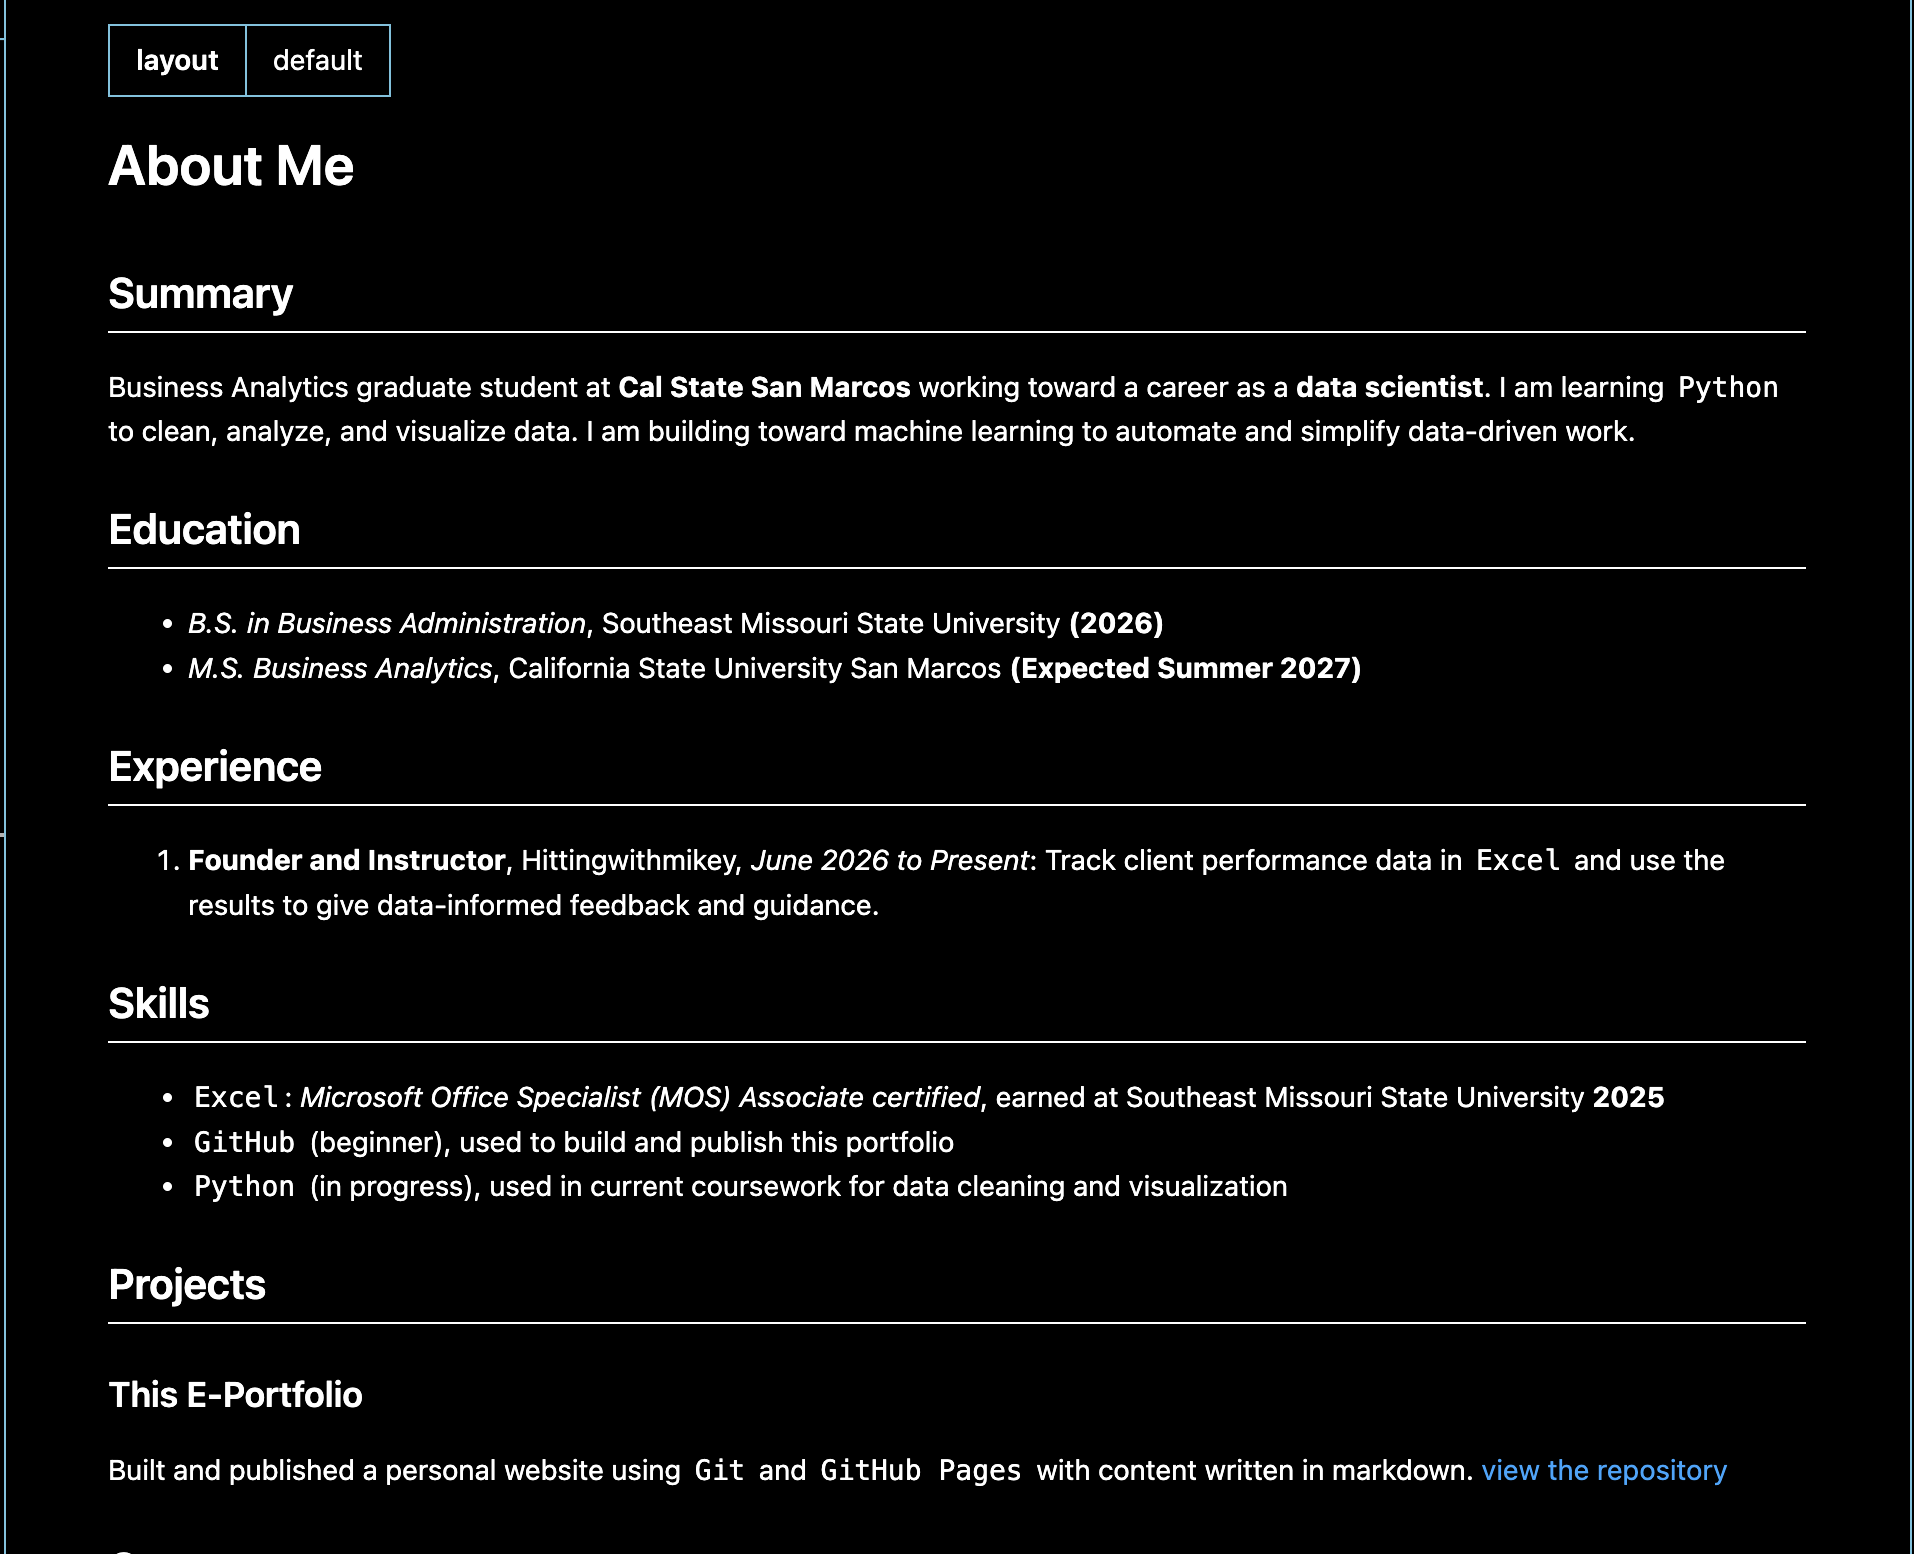 layout default
About Me
Summary
Business Analytics graduate student at Cal State San Marcos working toward a career as a data scientist. I am learning Python
to clean, analyze, and visualize data. I am building toward machine learning to automate and simplify data-driven work.
Education
• B.S. in Business Administration, Southeast Missouri State University (2026)
• M.S. Business Analytics, California State University San Marcos (Expected Summer 2027)
Experience
1. Founder and Instructor, Hittingwithmikey, June 2026 to Present: Track client performance data in Excel and use the
results to give data-informed feedback and guidance.
Skills
• Excel: Microsoft Office Specialist (MOS) Associate certified, earned at Southeast Missouri State University 2025
• GitHub (beginner), used to build and publish this portfolio
• Python (in progress), used in current coursework for data cleaning and visualization
Projects
This E-Portfolio
Built and published a personal website using Git and GitHub Pages with content written in markdown. view the repository